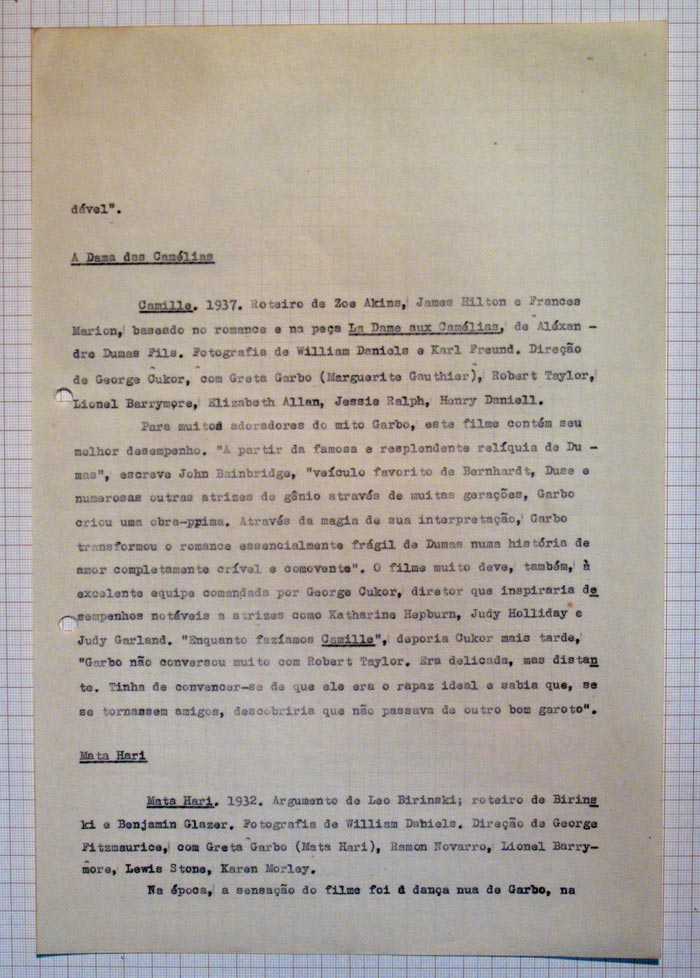 dável".
A Dama das Camélias
Camille. 1937. Roteiro de Zoe Akins, James Hilton e Frances
Marion, baseado no romance e na peça La Dame aux Camélias, de Aléxan -
dre Dumas Fils. Fotografia de William Daniels e Karl Freund. Direção
de George Cukor, com Greta Garbo (Marguerite Gauthier), Robert Taylor,
Lionel Barrymore, Elizabeth Allan, Jessie Ralph, Henry Daniell.
Para muitos adoradores do mito Garbo, este filme contém seu
melhor desempenho. "A partir da famosa e resplendente relíquia de Du -
mas", escreve John Bainbridge, "veículo favorito de Bernhardt, Duse e
numerosas outras atrizes de gênio através de muitas gerações, Garbo
criou uma obra-ppima. Através da magia de sua interpretação, Garbo
transformou o romance essencialmente frágil de Dumas numa história de
amor completamente crível e comovente". O filme muito deve, também, à
excelente equipe comandada por George Cukor, diretor que inspiraria de
sempenhos notáveis a atrizes como Katharine Hepburn, Judy Holliday e
Judy Garland. "Enquanto fazíamos Camille", deporia Cukor mais tarde,
"Garbo não conversou muito com Robert Taylor. Era delicada, mas distan
te. Tinha de convencer-se de que ele era o rapaz ideal e sabia que, se
se tornassem amigos, descobriria que não passava de outro bom garoto".
Mata Hari
Mata Hari. 1932. Argumento de Leo Birinski; roteiro de Birins
ki e Benjamin Glazer. Fotografia de William Dabiels. Direção de George
Fitzmaurice, com Greta Garbo (Mata Hari), Ramon Novarro, Lionel Barry-
more, Lewis Stone, Karen Morley.
Na época, a sensação do filme foi a dança nua de Garbo, na